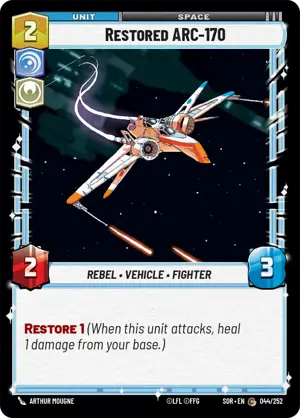 UNIT SPACE
2 RESTORED ARC-170
2 REBEL • VEHICLE • FIGHTER 3
RESTORE 1 (When this unit attacks, heal
1 damage from your base.)
ARTHUR MOUGNE ©LFL ©FFG SOR • EN C 044/252